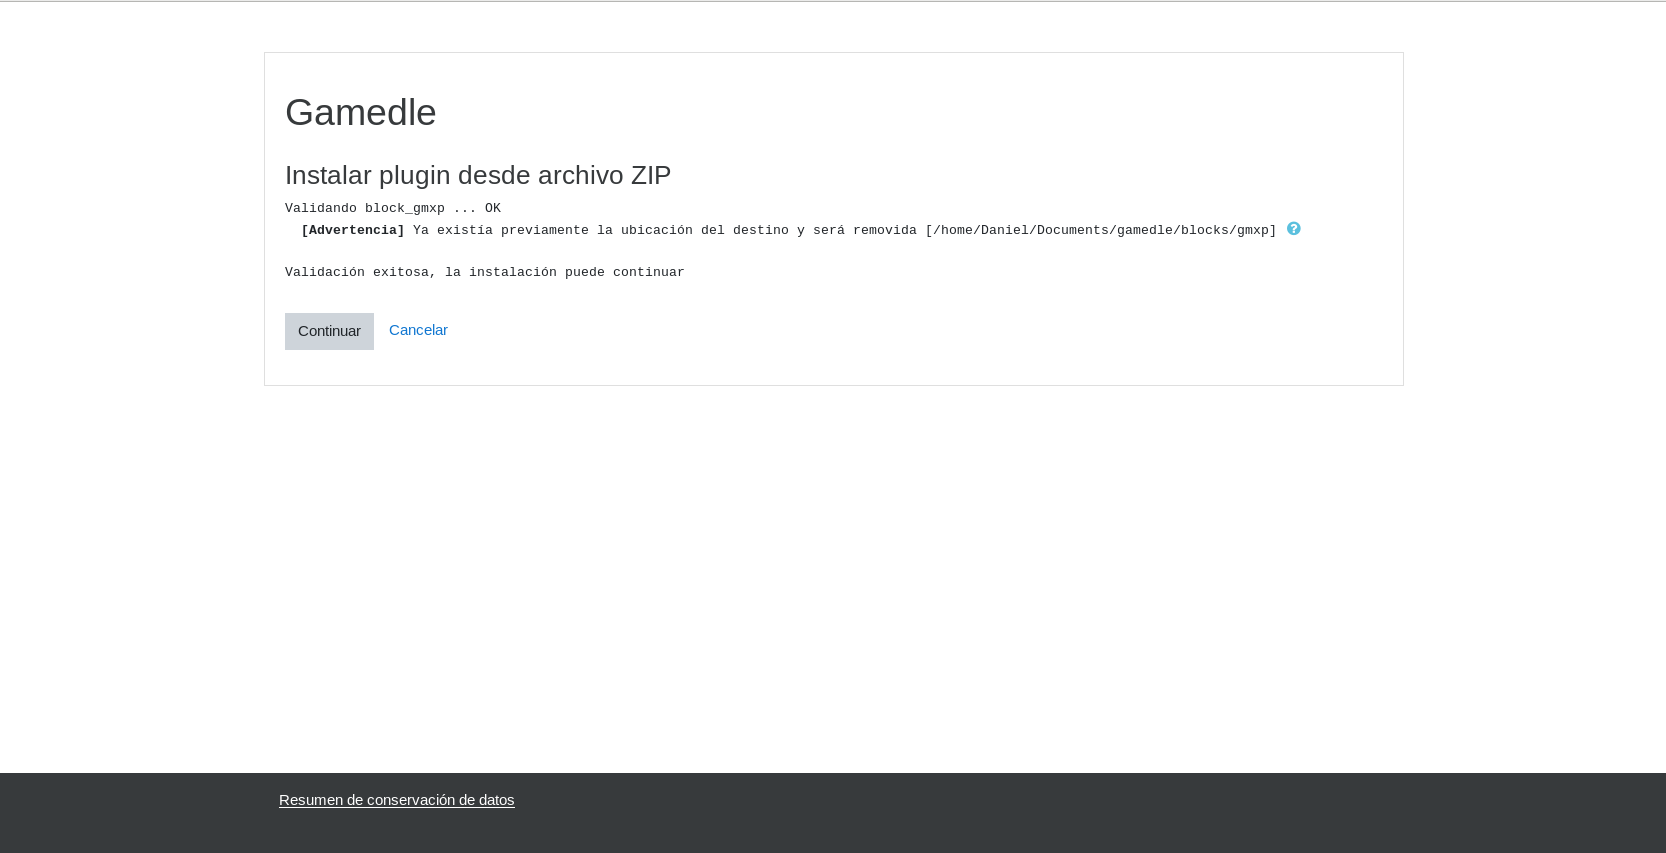 Gamedle
Instalar plugin desde archivo ZIP
Validando block_gmxp ... OK
[Advertencia] Ya existía previamente la ubicación del destino y será removida [/home/Daniel/Documents/gamedle/blocks/gmxp]
Validación exitosa, la instalación puede continuar
Continuar Cancelar
Resumen de conservación de datos